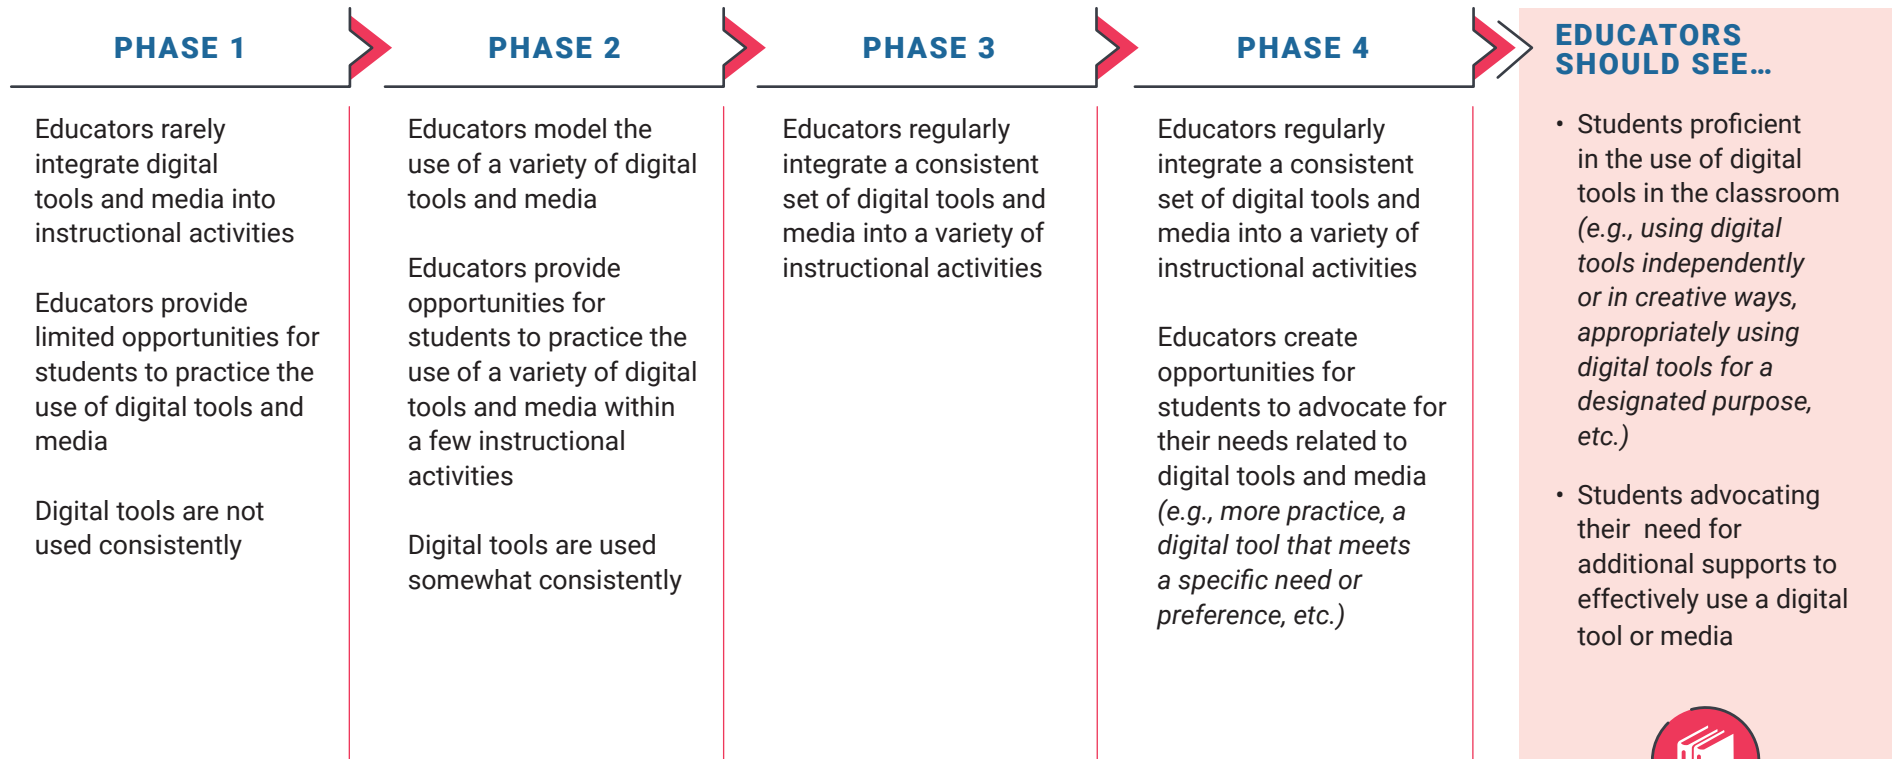 PHASE 1
Educators rarely
integrate digital
tools and media into
instructional activities
Educators provide
limited opportunities for
students to practice the
use of digital tools and
media
Digital tools are not
used consistently
PHASE 2
Educators model the
use of a variety of digital
tools and media
Educators provide
opportunities for
students to practice the
use of a variety of digital
tools and media within
a few instructional
activities
Digital tools are used
somewhat consistently
PHASE 3
Educators regularly
integrate a consistent
set of digital tools and
media into a variety of
instructional activities
PHASE 4
Educators regularly
integrate a consistent
set of digital tools and
media into a variety of
instructional activities
Educators create
opportunities for
students to advocate for
their needs related to
digital tools and media
(e.g., more practice, a
digital tool that meets
a specific need or
preference, etc.)
EDUCATORS
SHOULD SEE…
• Students proficient
in the use of digital
tools in the classroom
(e.g., using digital
tools independently
or in creative ways,
appropriately using
digital tools for a
designated purpose,
etc.)
• Students advocating
their  need for
additional supports to
effectively use a digital
tool or media